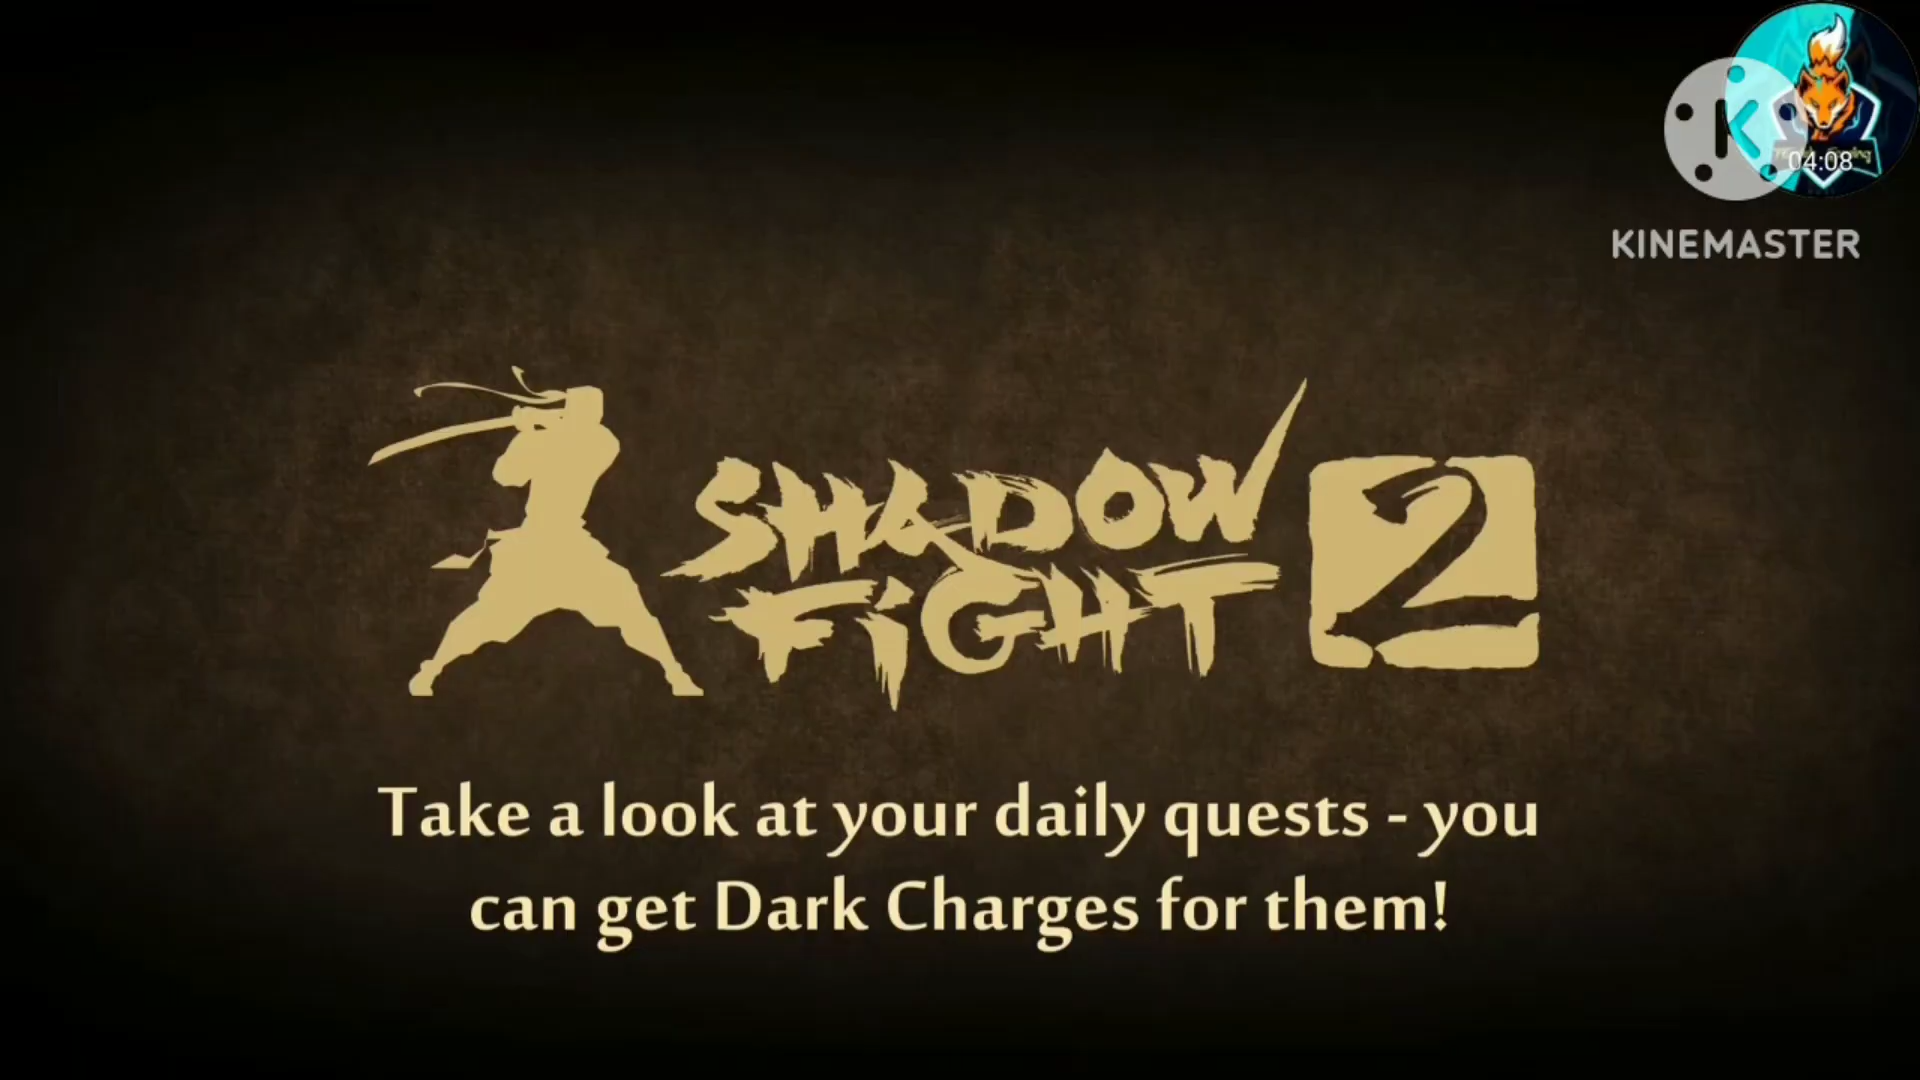 04:08
KINEMASTER
SHADOW
FIGHT 2
Take a look at your daily quests - you
can get Dark Charges for them!